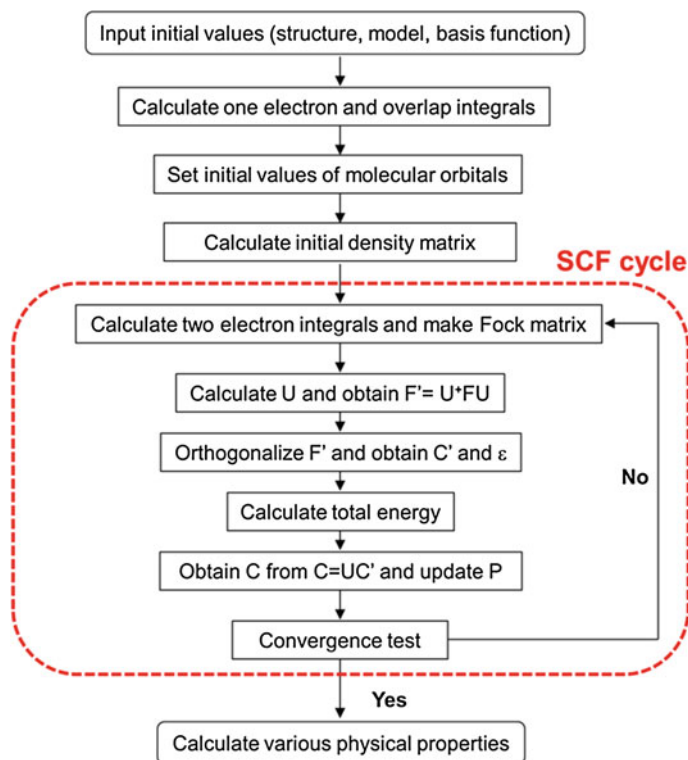 Input initial values (structure, model, basis function)
Calculate one electron and overlap integrals
Set initial values of molecular orbitals
Calculate initial density matrix
SCF cycle
Calculate two electron integrals and make Fock matrix
Calculate U and obtain F'= U⁺FU
Orthogonalize F' and obtain C' and ε
No
Calculate total energy
Obtain C from C=UC' and update P
Convergence test
Yes
Calculate various physical properties